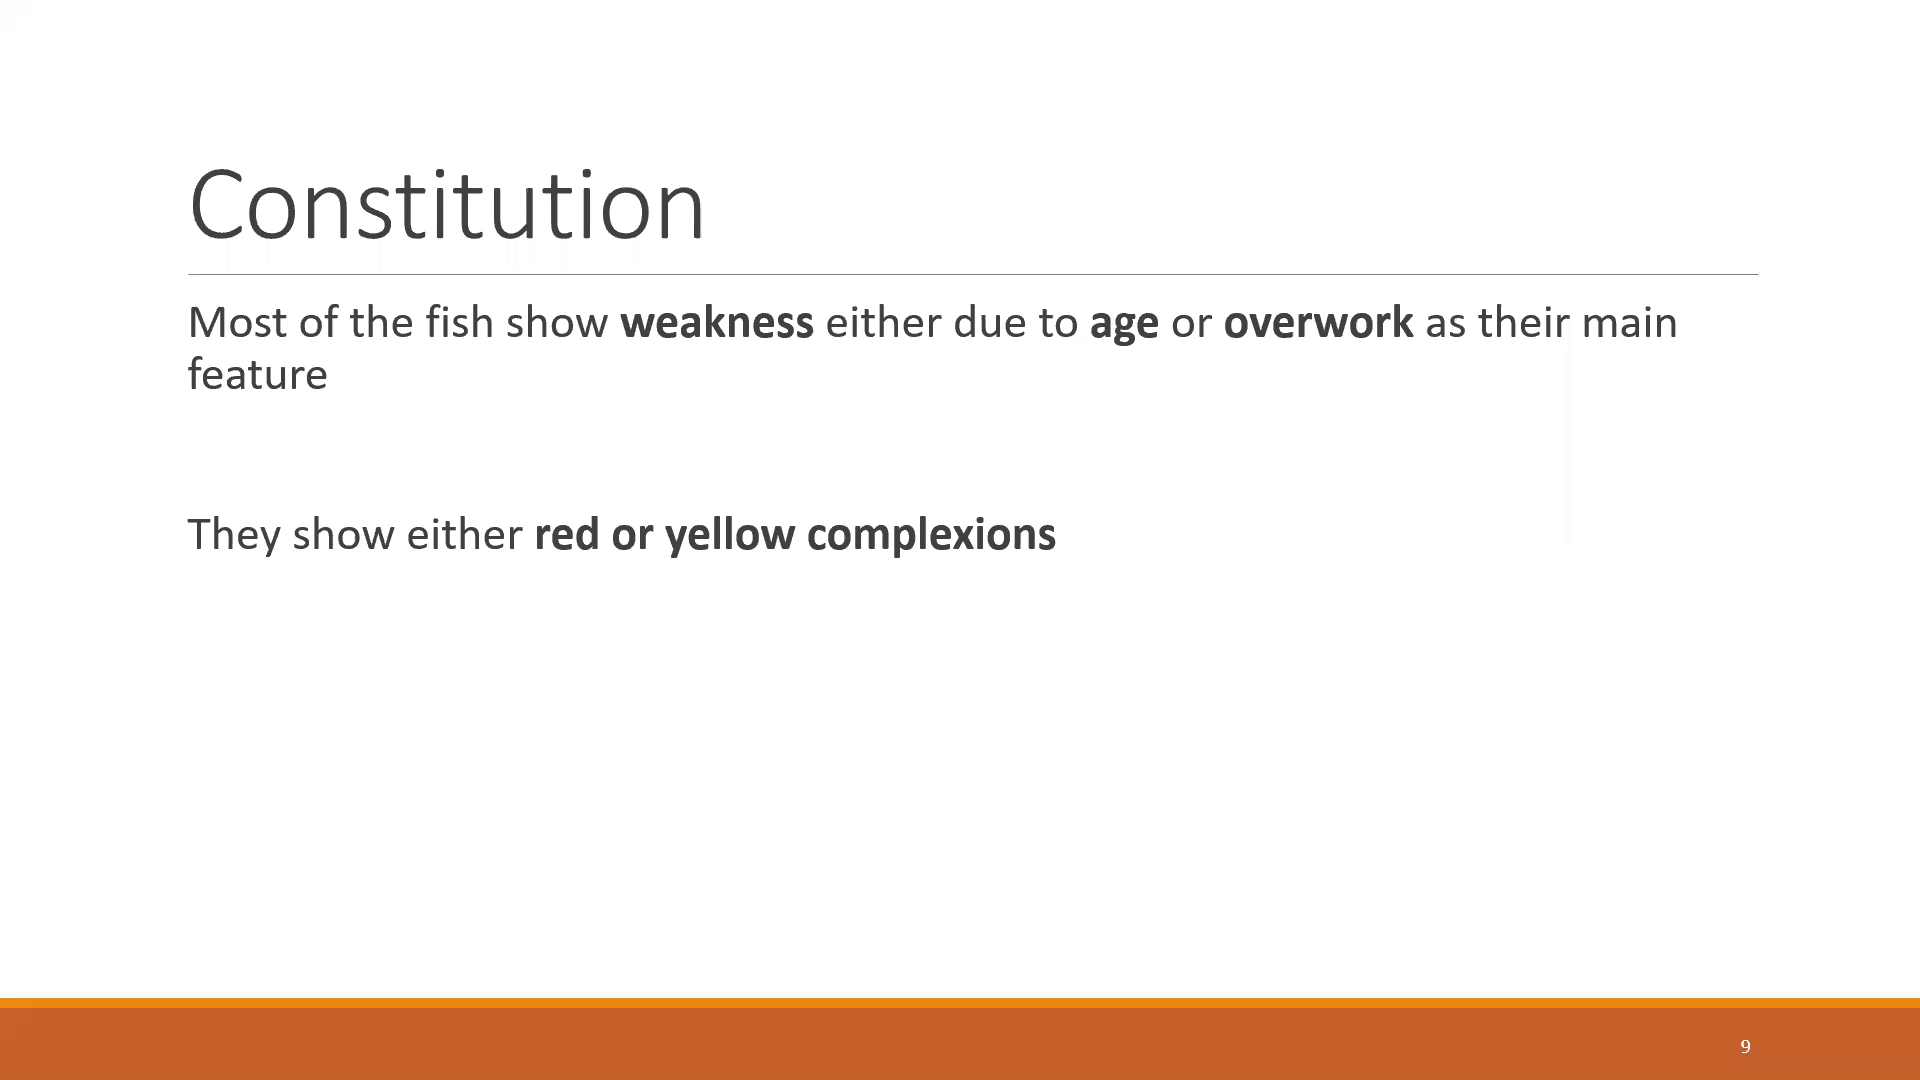 Constitution
Most of the fish show weakness either due to age or overwork as their main
feature
They show either red or yellow complexions
9